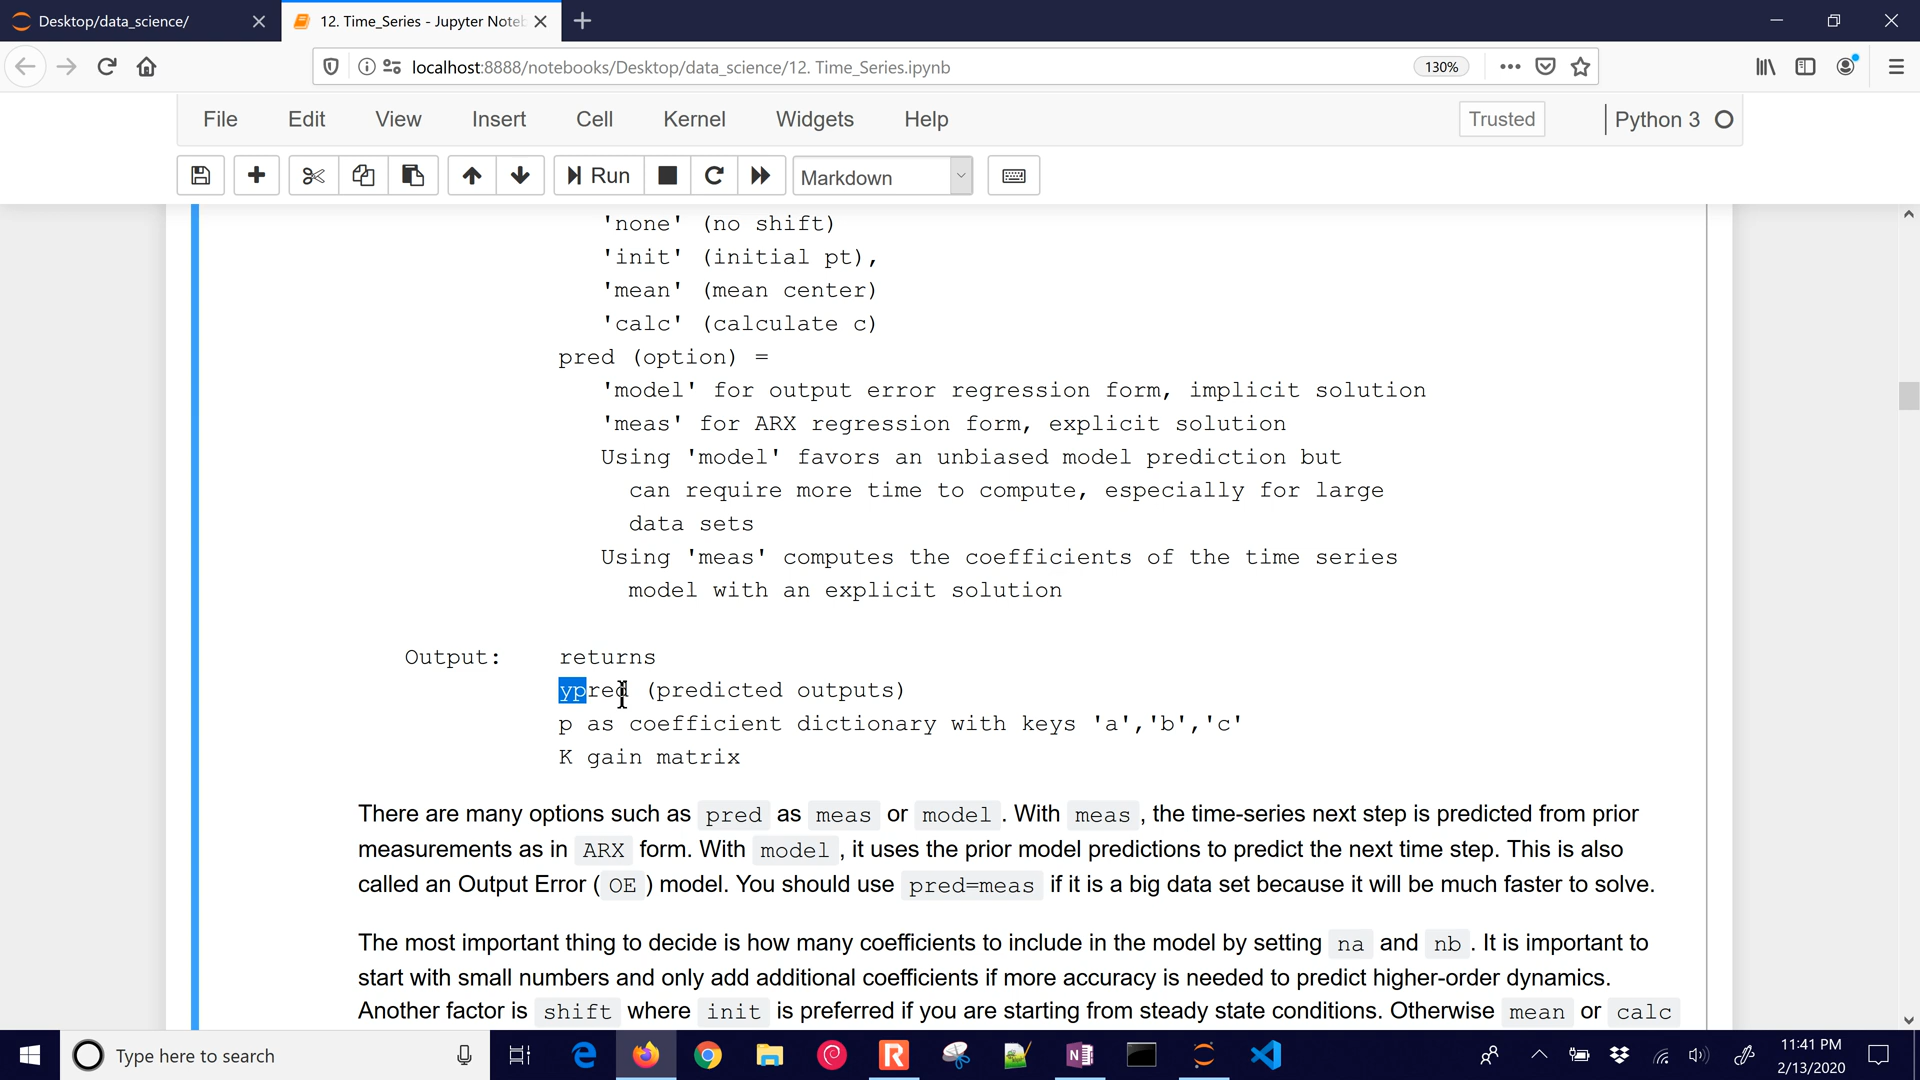 Desktop/data_science/
12. Time_Series - Jupyter Noteb
localhost:8888/notebooks/Desktop/data_science/12. Time_Series.ipynb
130%
File Edit View Insert Cell Kernel Widgets Help
Trusted
Python 3
Run
Markdown
'none' (no shift)
'init' (initial pt),
'mean' (mean center)
'calc' (calculate c)
pred (option) =
'model' for output error regression form, implicit solution
'meas' for ARX regression form, explicit solution
Using 'model' favors an unbiased model prediction but
can require more time to compute, especially for large
data sets
Using 'meas' computes the coefficients of the time series
model with an explicit solution
Output: returns
ypred (predicted outputs)
p as coefficient dictionary with keys 'a','b','c'
K gain matrix
There are many options such as pred as meas or model . With meas , the time-series next step is predicted from prior
measurements as in ARX form. With model , it uses the prior model predictions to predict the next time step. This is also
called an Output Error ( OE ) model. You should use pred=meas if it is a big data set because it will be much faster to solve.
The most important thing to decide is how many coefficients to include in the model by setting na and nb . It is important to
start with small numbers and only add additional coefficients if more accuracy is needed to predict higher-order dynamics.
Another factor is shift where init is preferred if you are starting from steady state conditions. Otherwise mean or calc
Type here to search
11:41 PM
2/13/2020